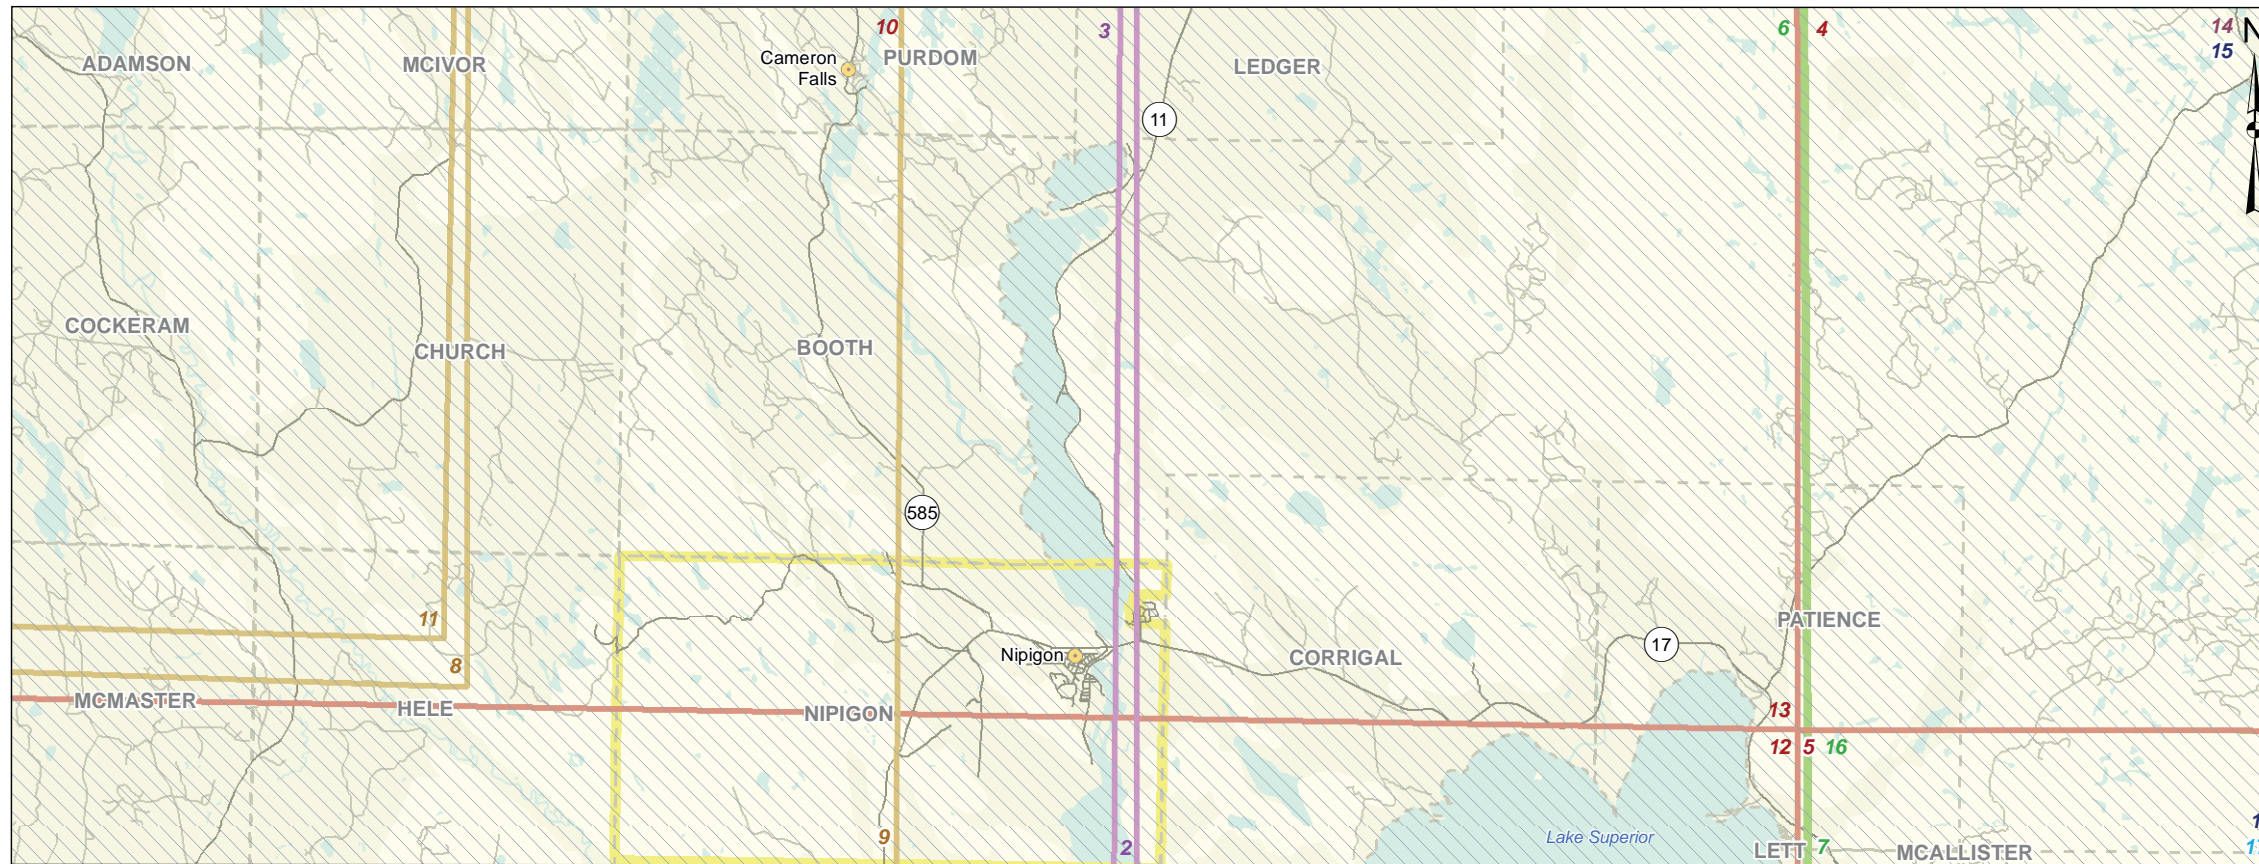 10
3
6 4
14
15
N
ADAMSON
MCIVOR
Cameron
Falls
PURDOM
LEDGER
11
COCKERAM
CHURCH
BOOTH
585
11
8
Nipigon
CORRIGAL
17
PATIENCE
MCMASTER
HELE
NIPIGON
13
12 5 16
9
2
Lake Superior
LETT
7
MCALLISTER